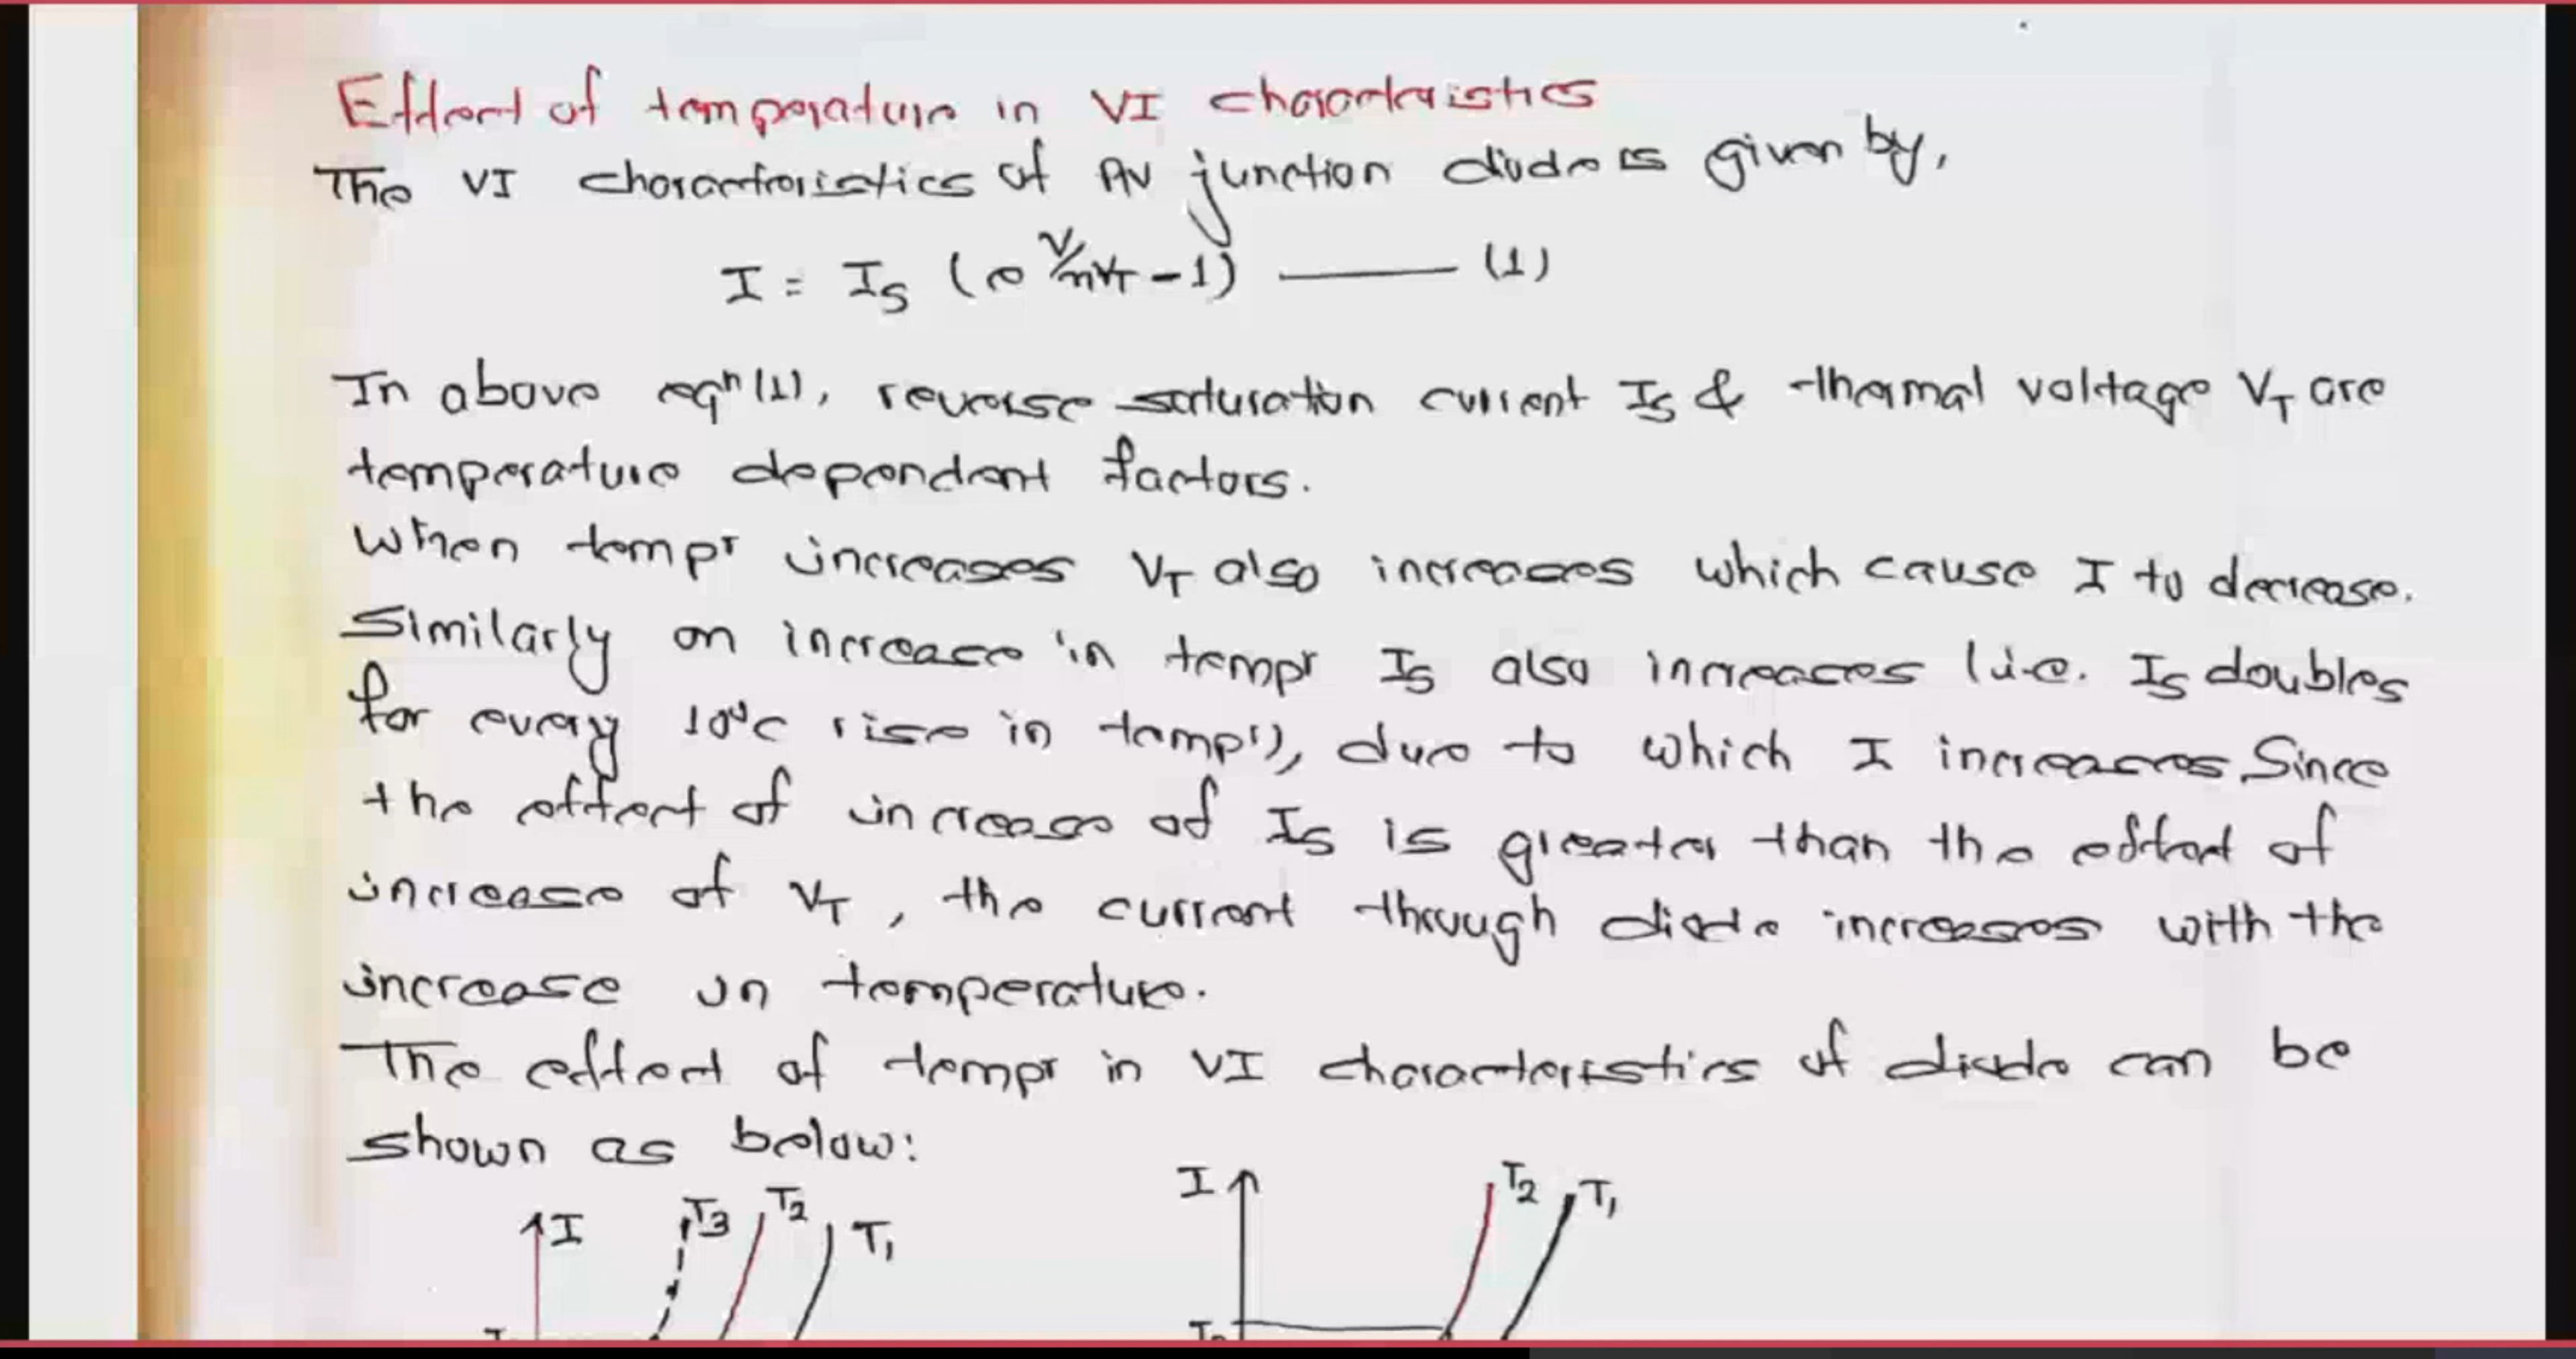 Effect of temperature in VI characteristics
The VI characteristics of PN junction diode is given by,
I = Is (e^V/ηVT - 1) ——— (1)
In above eqn (1), reverse saturation current Is & thermal voltage VT are
temperature dependent factors.
When tempr increases VT also increases which cause I to decrease.
Similarly on increase in tempr Is also increases (i.e. Is doubles
for every 10°C rise in tempr), due to which I increases. Since
the effect of increase of Is is greater than the effect of
increase of VT, the current through diode increases with the
increase in temperature.
The effect of tempr in VI characteristics of diode can be
shown as below:
I T3 T2 T1 I T2 T1